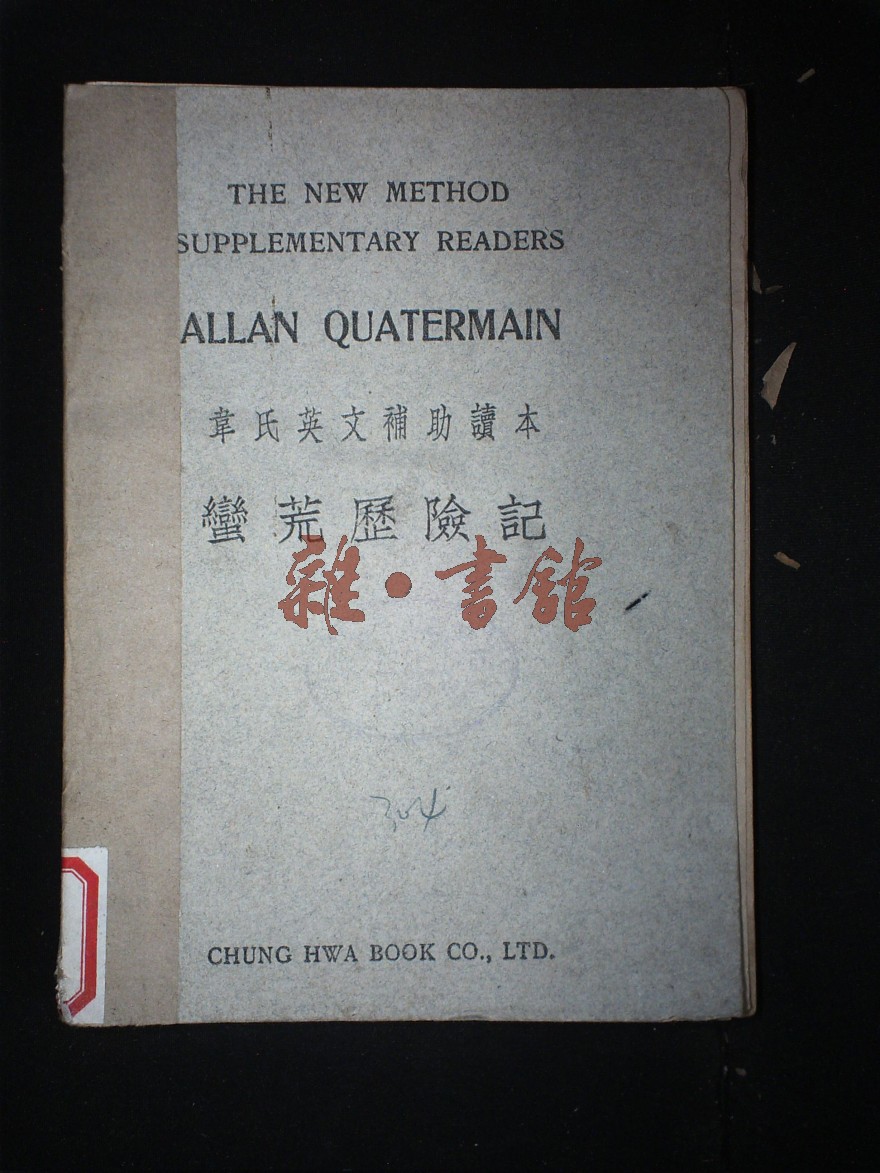 THE NEW METHOD
SUPPLEMENTARY READERS
ALLAN QUATERMAIN
韋氏英文補助讀本
蠻荒歷險記
雜·書館
304
CHUNG HWA BOOK CO., LTD.